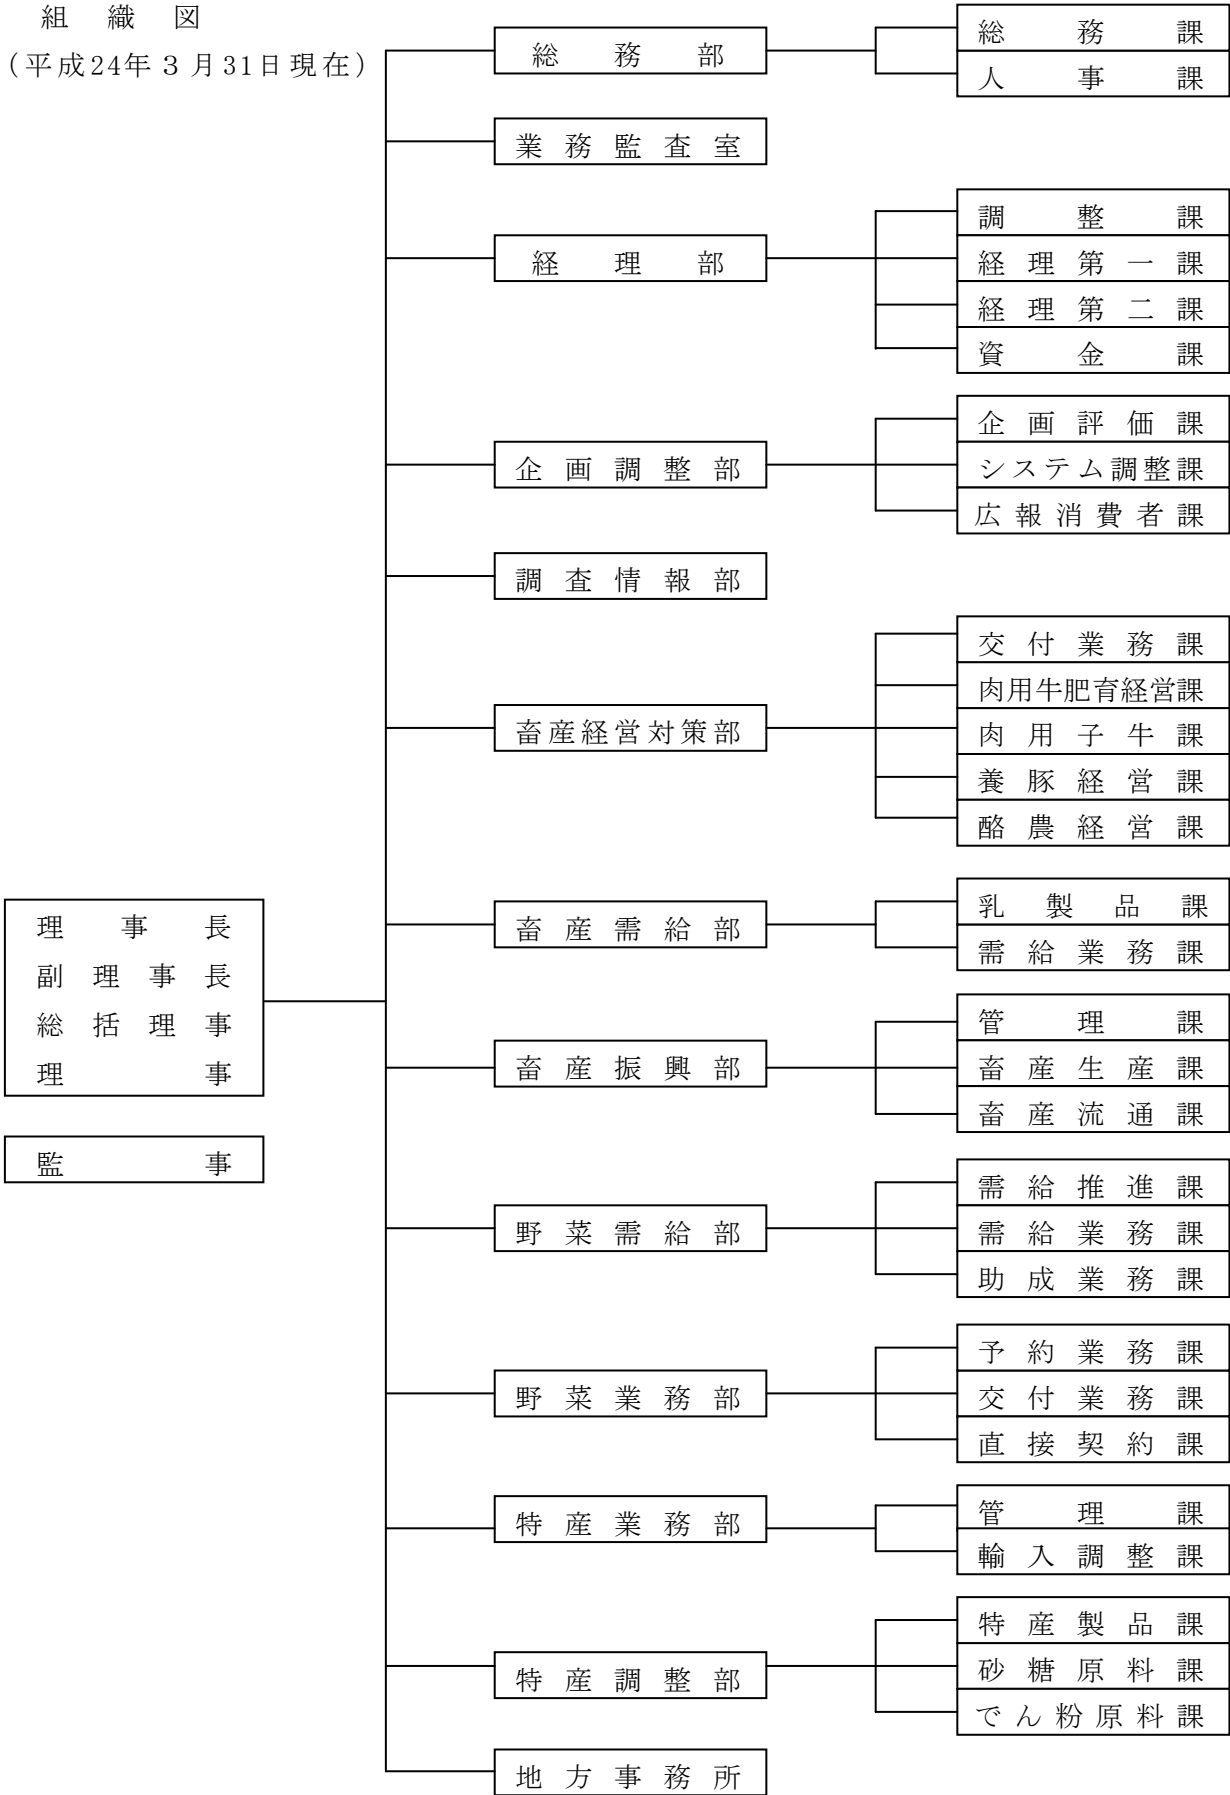 組織図
（平成24年３月31日現在）
理事長
副理事長
総括理事
理事
監事
総務部
総務課
人事課
業務監査室
経理部
調整課
経理第一課
経理第二課
資金課
企画調整部
企画評価課
システム調整課
広報消費者課
調査情報部
畜産経営対策部
交付業務課
肉用牛肥育経営課
肉用子牛課
養豚経営課
酪農経営課
畜産需給部
乳製品課
需給業務課
畜産振興部
管理課
畜産生産課
畜産流通課
野菜需給部
需給推進課
需給業務課
助成業務課
野菜業務部
予約業務課
交付業務課
直接契約課
特産業務部
管理課
輸入調整課
特産調整部
特産製品課
砂糖原料課
でん粉原料課
地方事務所